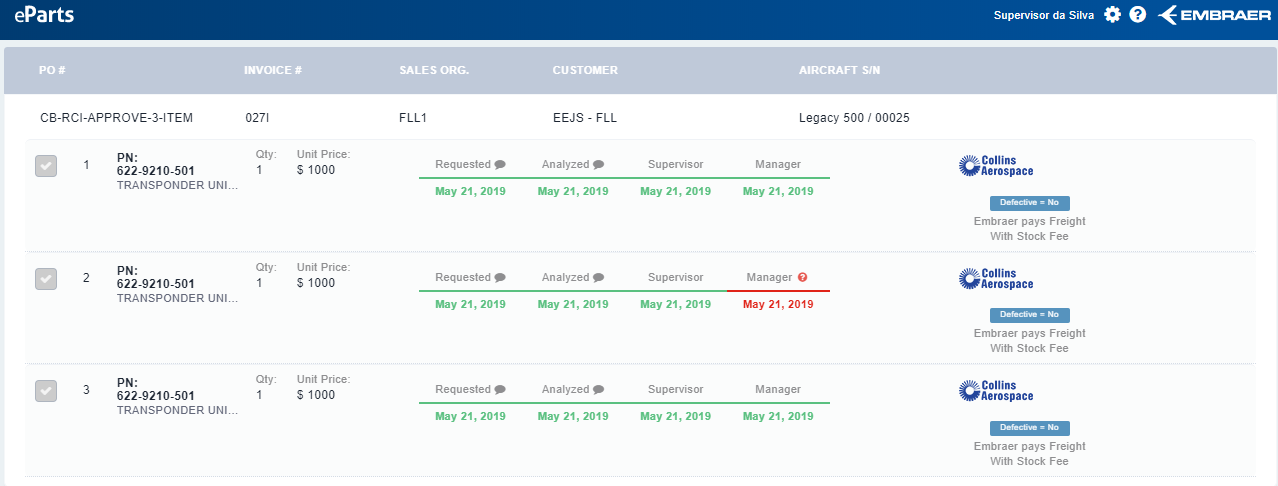 eParts
Supervisor da Silva
EMBRAER
PO # INVOICE # SALES ORG. CUSTOMER AIRCRAFT S/N
CB-RCI-APPROVE-3-ITEM 027I FLL1 EEJS - FLL Legacy 500 / 00025
1
PN:
622-9210-501
TRANSPONDER UNI...
Qty:
1
Unit Price:
$ 1000
Requested Analyzed Supervisor Manager
May 21, 2019 May 21, 2019 May 21, 2019 May 21, 2019
Collins
Aerospace
Defective = No
Embraer pays Freight
With Stock Fee
2
PN:
622-9210-501
TRANSPONDER UNI...
Qty:
1
Unit Price:
$ 1000
Requested Analyzed Supervisor Manager ?
May 21, 2019 May 21, 2019 May 21, 2019 May 21, 2019
Collins
Aerospace
Defective = No
Embraer pays Freight
With Stock Fee
3
PN:
622-9210-501
TRANSPONDER UNI...
Qty:
1
Unit Price:
$ 1000
Requested Analyzed Supervisor Manager
May 21, 2019 May 21, 2019 May 21, 2019 May 21, 2019
Collins
Aerospace
Defective = No
Embraer pays Freight
With Stock Fee